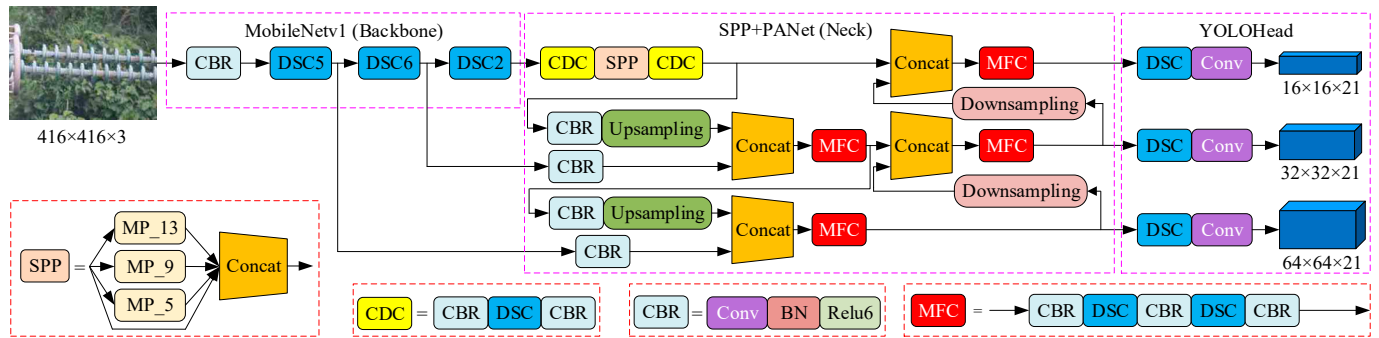 MobileNetv1 (Backbone)
SPP+PANet (Neck)
YOLOHead
416×416×3
CBR
DSC5
DSC6
DSC2
CDC
SPP
CDC
Concat
MFC
DSC
Conv
16×16×21
Downsampling
CBR
Upsampling
CBR
Concat
MFC
Concat
MFC
DSC
Conv
32×32×21
Downsampling
CBR
Upsampling
CBR
Concat
MFC
DSC
Conv
64×64×21
SPP
=
MP_13
MP_9
MP_5
Concat
CDC = CBR DSC CBR
CBR = Conv BN Relu6
MFC = CBR DSC CBR DSC CBR